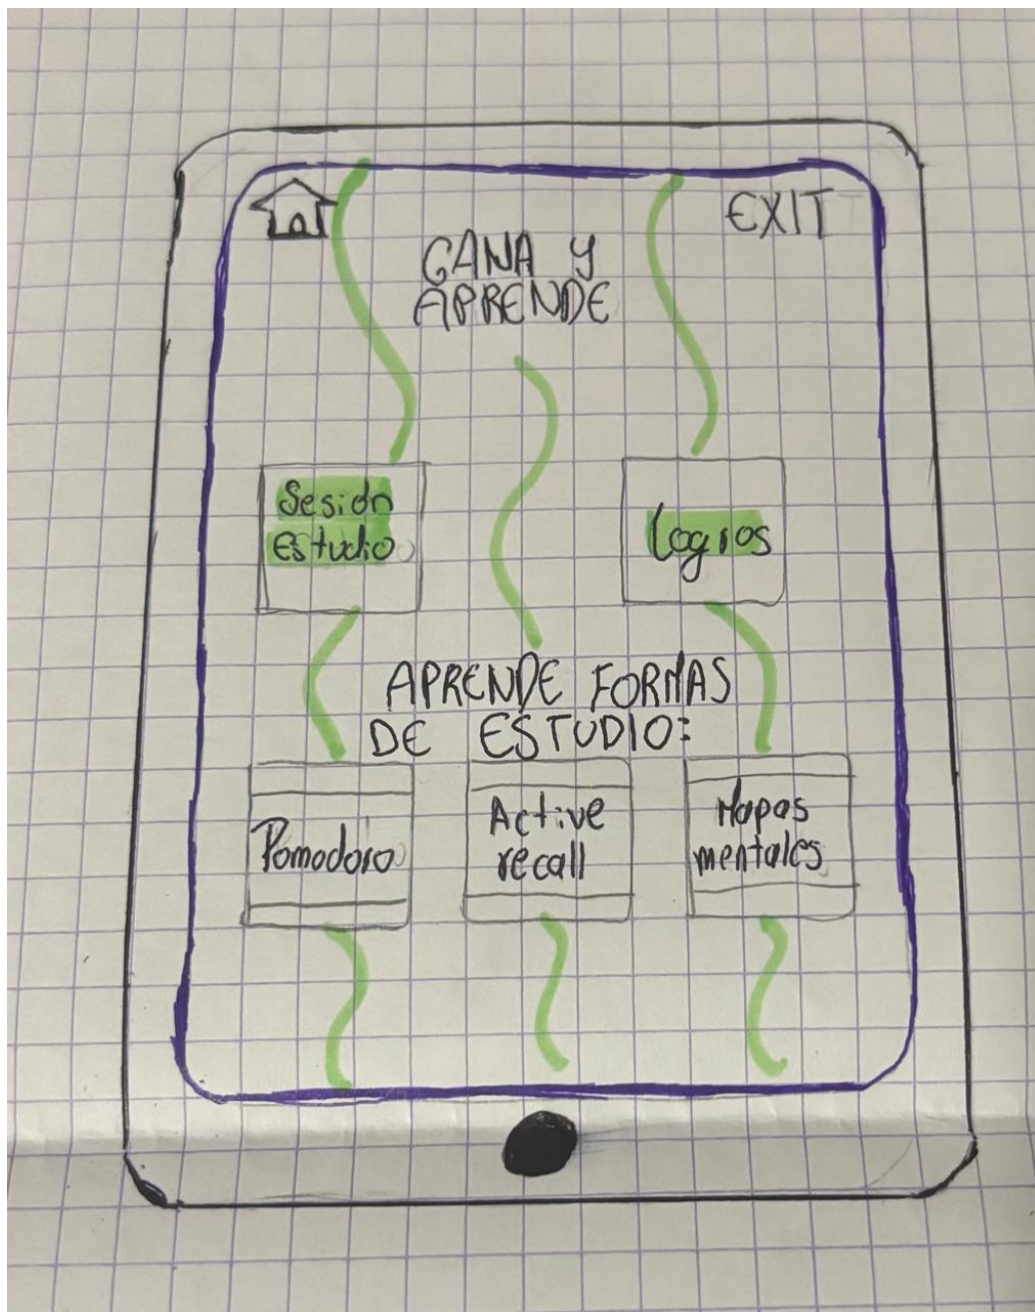 EXIT
GANA Y
APRENDE
Sesión
estudio
Logros
APRENDE FORMAS
DE ESTUDIO:
Pomodoro
Active
recall
Mapas
mentales